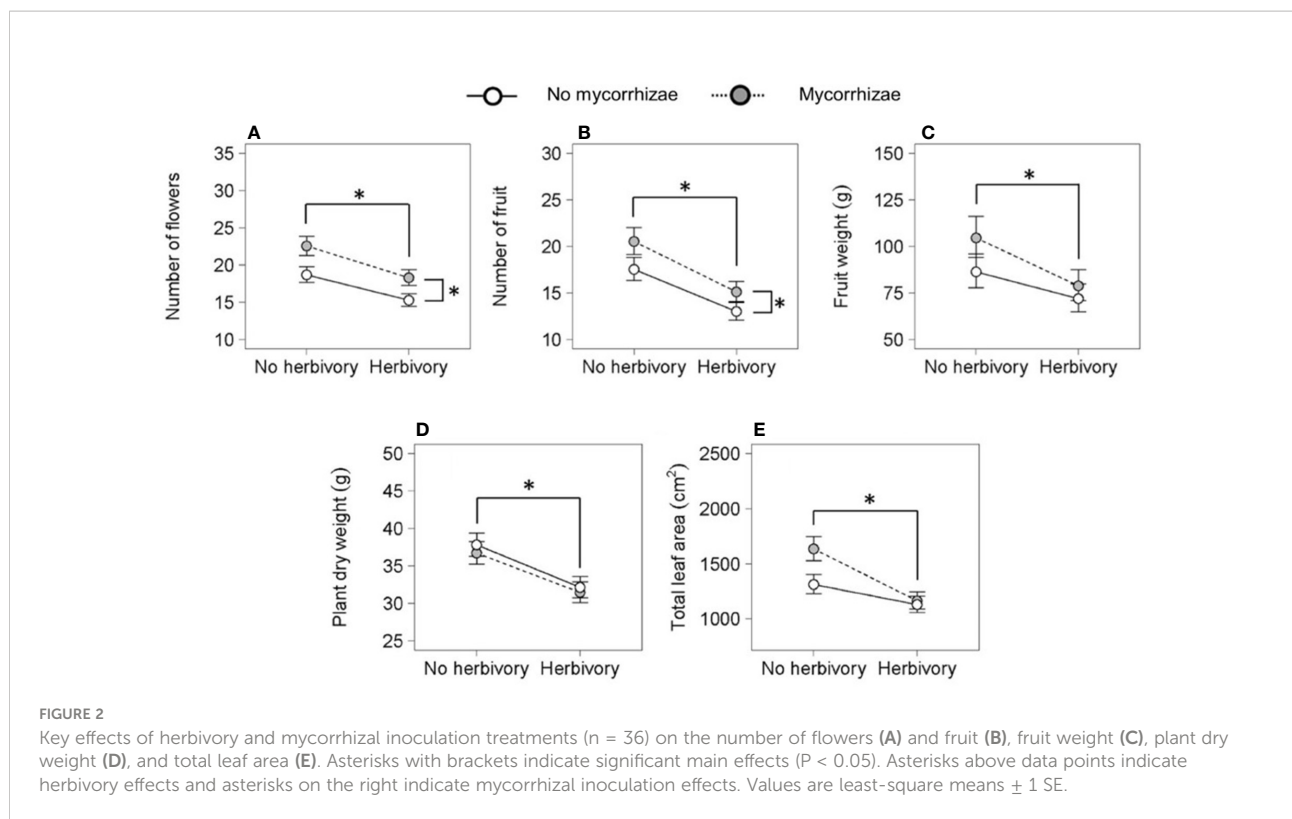 No mycorrhizae Mycorrhizae
A
Number of flowers
35
30
25
20
15
10
*
*
No herbivory Herbivory
B
Number of fruit
30
25
20
15
10
*
*
No herbivory Herbivory
C
Fruit weight (g)
150
125
100
75
50
*
No herbivory Herbivory
D
Plant dry weight (g)
50
45
40
35
30
25
*
No herbivory Herbivory
E
Total leaf area (cm²)
2500
2000
1500
1000
*
No herbivory Herbivory
FIGURE 2
Key effects of herbivory and mycorrhizal inoculation treatments (n = 36) on the number of flowers (A) and fruit (B), fruit weight (C), plant dry
weight (D), and total leaf area (E). Asterisks with brackets indicate significant main effects (P < 0.05). Asterisks above data points indicate
herbivory effects and asterisks on the right indicate mycorrhizal inoculation effects. Values are least-square means ± 1 SE.